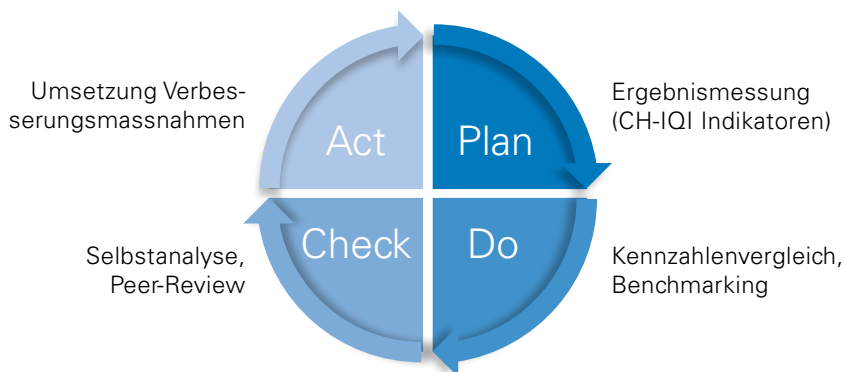 Umsetzung Verbes-
serungsmassnahmen
Act
Plan
Ergebnismessung
(CH-IQI Indikatoren)
Selbstanalyse,
Peer-Review
Check
Do
Kennzahlenvergleich,
Benchmarking